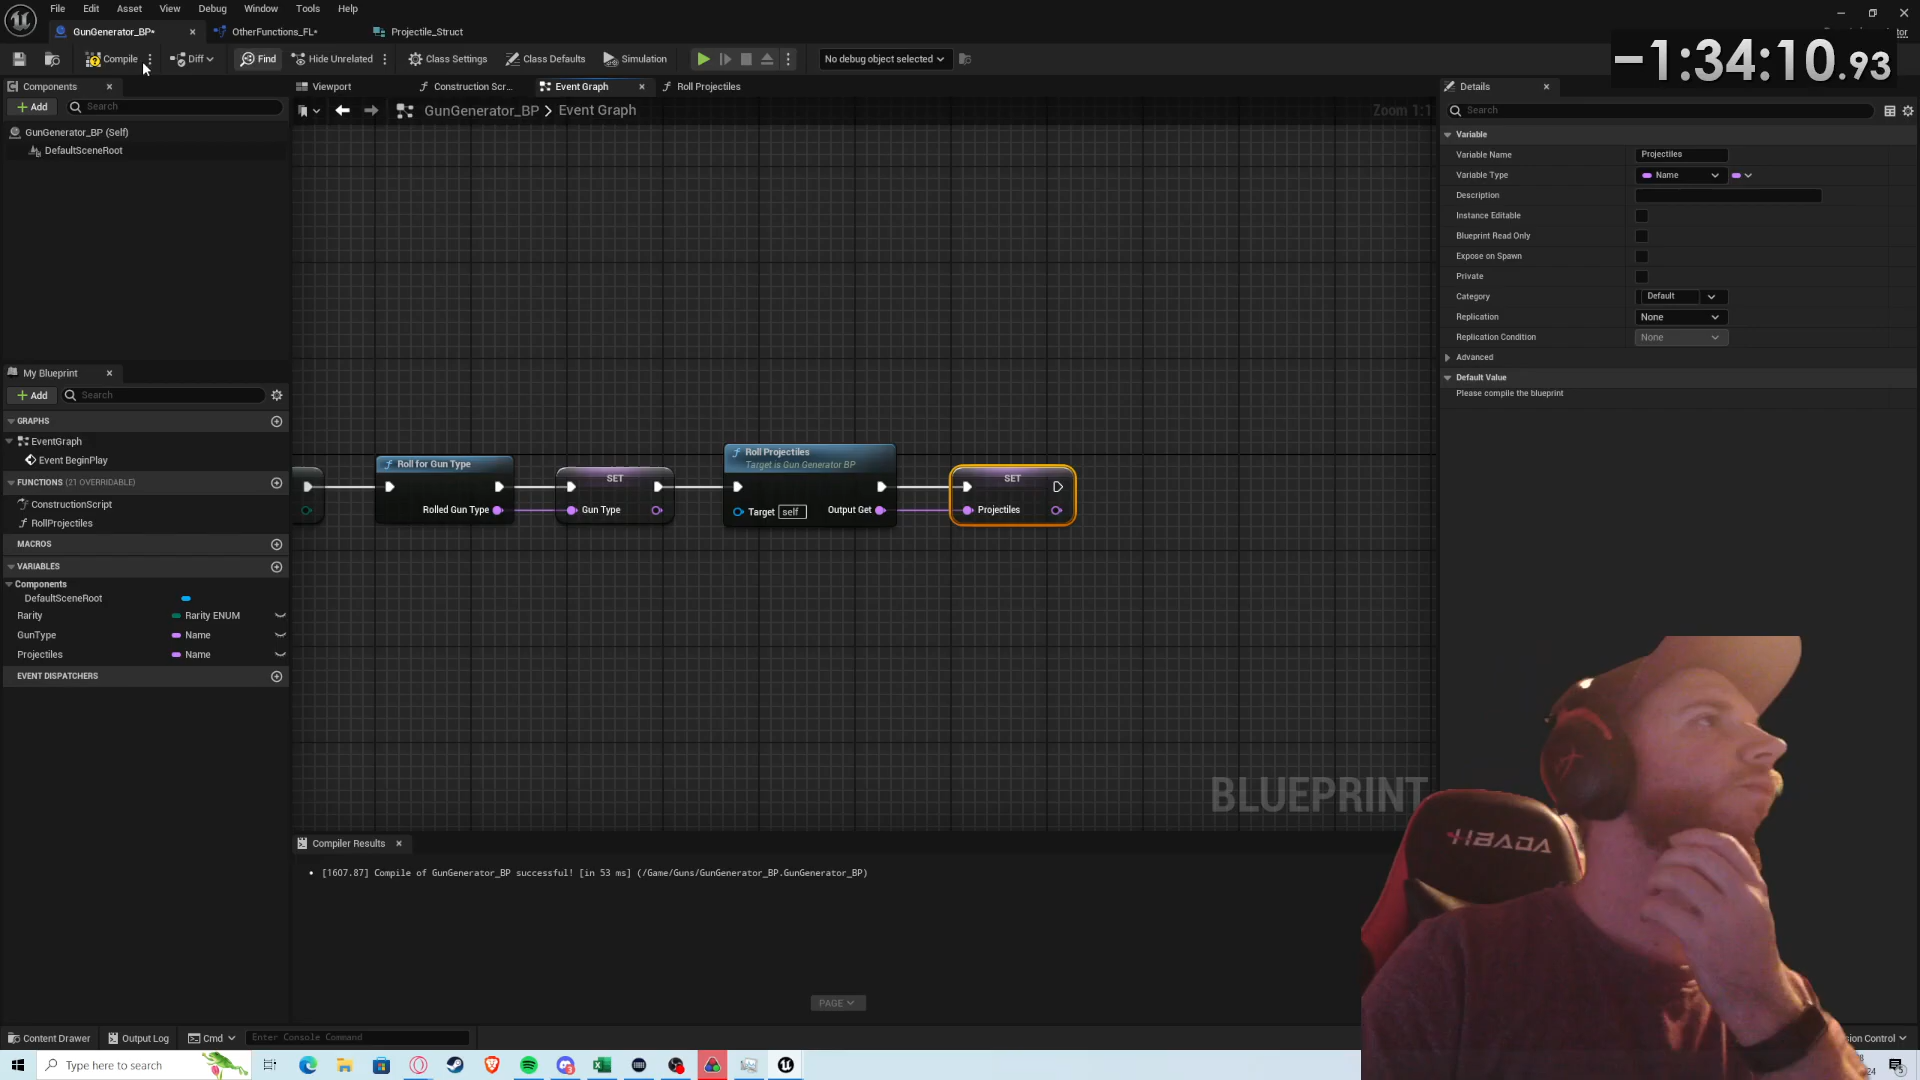 File Edit Asset View Debug Window Tools Help
GunGenerator_BP* OtherFunctions_FL* Projectile_Struct
Compile Diff Find Hide Unrelated Class Settings Class Defaults Simulation No debug object selected
-1:34:10.93
Components Viewport Construction Scr... Event Graph Roll Projectiles Details
Add Search GunGenerator_BP > Event Graph Zoom 1:1 Search
GunGenerator_BP (Self)
DefaultSceneRoot
Variable
Variable Name Projectiles
Variable Type Name
Description
Instance Editable
Blueprint Read Only
Expose on Spawn
Private
Category Default
Replication None
Replication Condition None
Advanced
Default Value
Please compile the blueprint
My Blueprint
Add Search
GRAPHS
EventGraph
Event BeginPlay
FUNCTIONS (21 OVERRIDABLE)
ConstructionScript
RollProjectiles
MACROS
VARIABLES
Components
DefaultSceneRoot
Rarity Rarity ENUM
GunType Name
Projectiles Name
EVENT DISPATCHERS
Roll for Gun Type
Rolled Gun Type
SET
Gun Type
Roll Projectiles
Target is Gun Generator BP
Target self Output Get
SET
Projectiles
BLUEPRINT
HBADA
Compiler Results
• [1607.87] Compile of GunGenerator_BP successful! [in 53 ms] (/Game/Guns/GunGenerator_BP.GunGenerator_BP)
PAGE
Content Drawer Output Log Cmd Enter Console Command
Type here to search